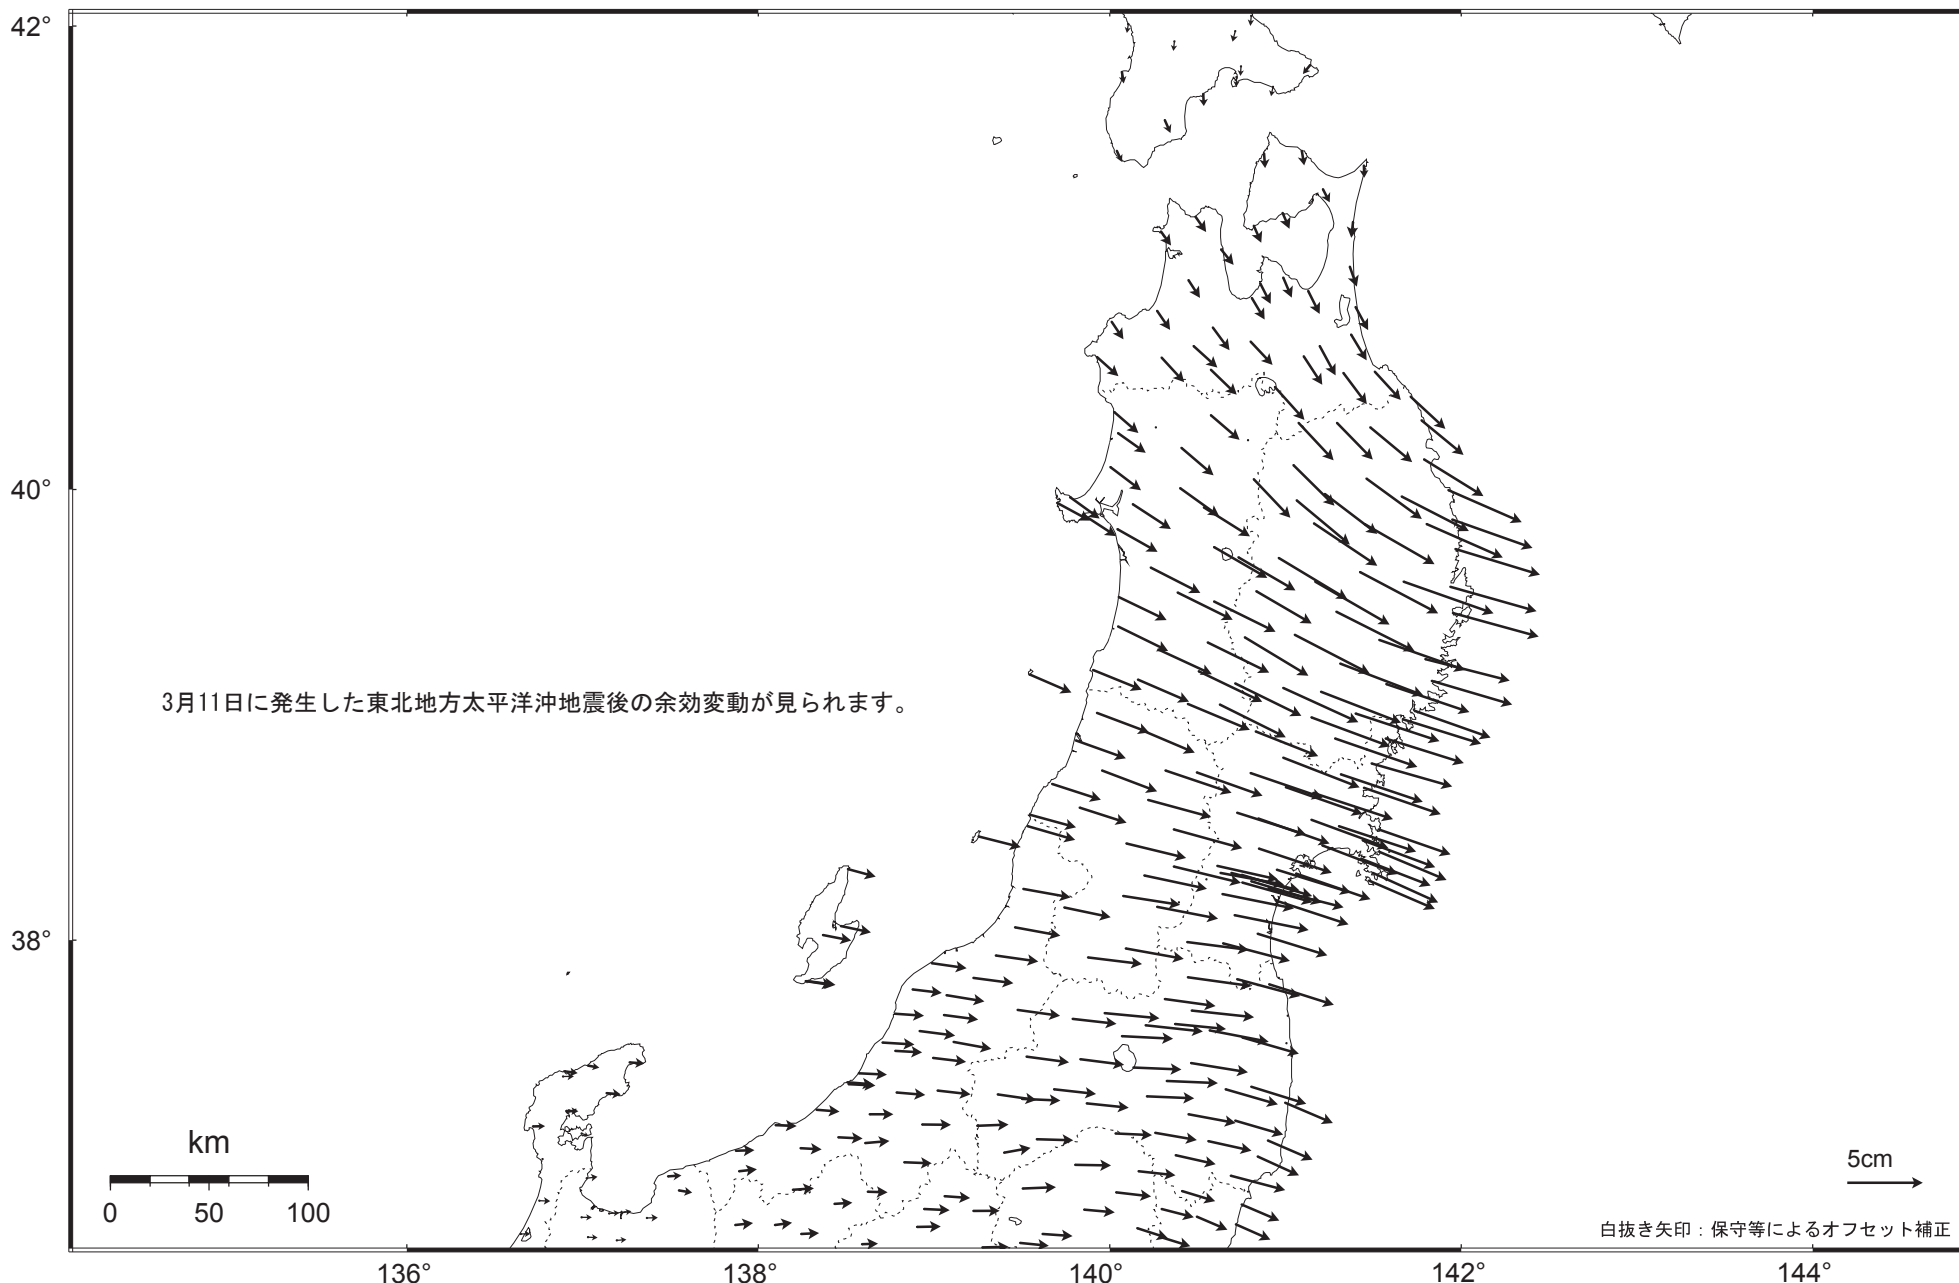 42°
40°
3月11日に発生した東北地方太平洋沖地震後の余効変動が見られます。
38°
km
0 50 100
5cm
白抜き矢印：保守等によるオフセット補正
136° 138° 140° 142° 144°